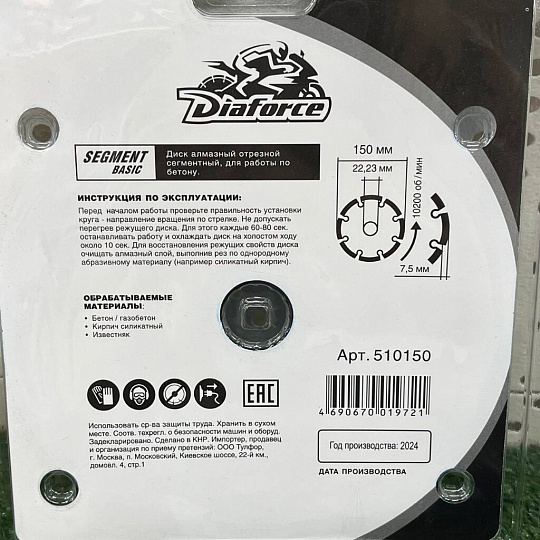 Diaforce
SEGMENT
BASIC
Диск алмазный отрезной
сегментный, для работы по
бетону.
150 мм
22,23 мм
10200 об/мин
7,5 мм
ИНСТРУКЦИЯ ПО ЭКСПЛУАТАЦИИ:
Перед началом работы проверьте правильность установки
круга - направление вращения по стрелке. Не допускать
перегрев режущего диска. Для этого каждые 60-80 сек.
останавливать работу и охлаждать диск на холостом ходу
около 10 сек. Для восстановления режущих свойств диска
очищать алмазный слой, выполнив рез по однородному
абразивному материалу (например силикатный кирпич).
ОБРАБАТЫВАЕМЫЕ
МАТЕРИАЛЫ:
• Бетон / газобетон
• Кирпич силикатный
• Известняк
Арт. 510150
EAC
4 690670 019721
Использовать ср-ва защиты труда. Хранить в сухом
месте. Соотв. техрегл. о безопасности машин и оборуд.
Задекларировано. Сделано в КНР. Импортер, продавец
и организация по приему претензий: ООО Тулфор,
г. Москва, п. Московский, Киевское шоссе, 22-й км.,
домовл. 4, стр.1
Год производства: 2024
ДАТА ПРОИЗВОДСТВА